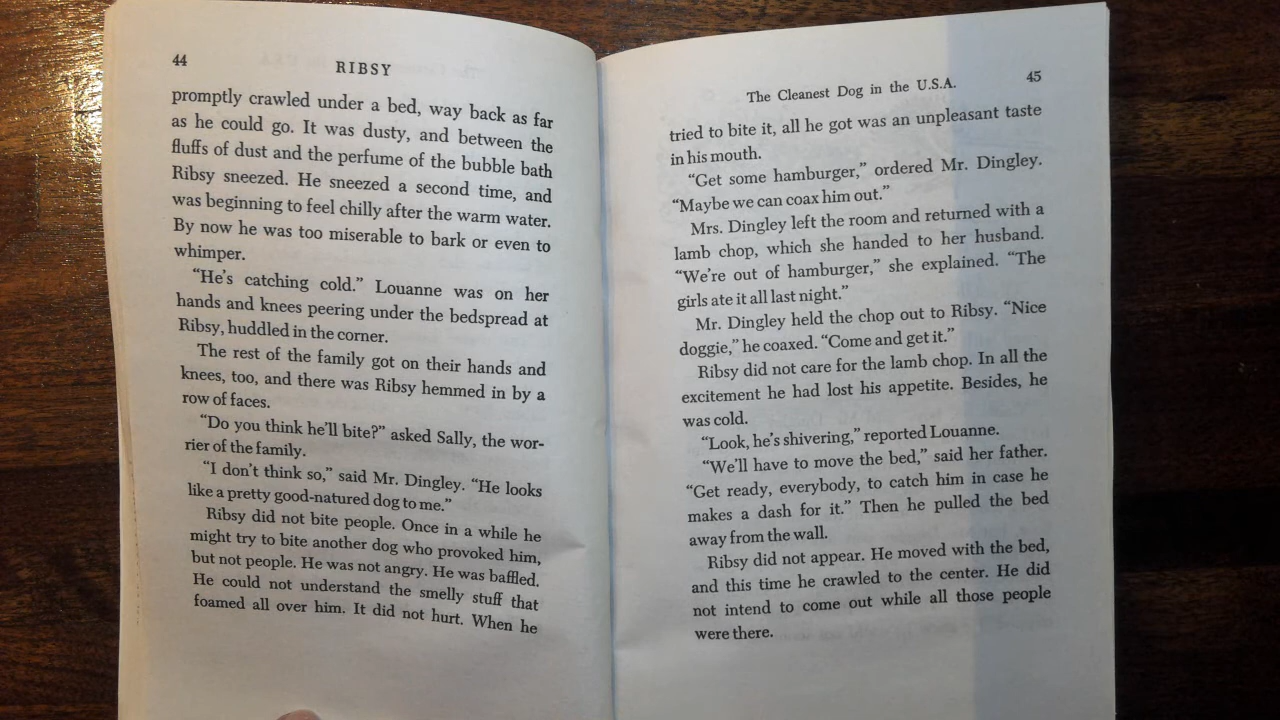 44
RIBSY
promptly crawled under a bed, way back as far
as he could go. It was dusty, and between the
fluffs of dust and the perfume of the bubble bath
Ribsy sneezed. He sneezed a second time, and
was beginning to feel chilly after the warm water.
By now he was too miserable to bark or even to
whimper.
“He’s catching cold.” Louanne was on her
hands and knees peering under the bedspread at
Ribsy, huddled in the corner.
The rest of the family got on their hands and
knees, too, and there was Ribsy hemmed in by a
row of faces.
“Do you think he’ll bite?” asked Sally, the wor-
rier of the family.
“I don’t think so,” said Mr. Dingley. “He looks
like a pretty good-natured dog to me.”
Ribsy did not bite people. Once in a while he
might try to bite another dog who provoked him,
but not people. He was not angry. He was baffled.
He could not understand the smelly stuff that
foamed all over him. It did not hurt. When he
The Cleanest Dog in the U.S.A.
45
tried to bite it, all he got was an unpleasant taste
in his mouth.
“Get some hamburger,” ordered Mr. Dingley.
“Maybe we can coax him out.”
Mrs. Dingley left the room and returned with a
lamb chop, which she handed to her husband.
“We’re out of hamburger,” she explained. “The
girls ate it all last night.”
Mr. Dingley held the chop out to Ribsy. “Nice
doggie,” he coaxed. “Come and get it.”
Ribsy did not care for the lamb chop. In all the
excitement he had lost his appetite. Besides, he
was cold.
“Look, he’s shivering,” reported Louanne.
“We’ll have to move the bed,” said her father.
“Get ready, everybody, to catch him in case he
makes a dash for it.” Then he pulled the bed
away from the wall.
Ribsy did not appear. He moved with the bed,
and this time he crawled to the center. He did
not intend to come out while all those people
were there.